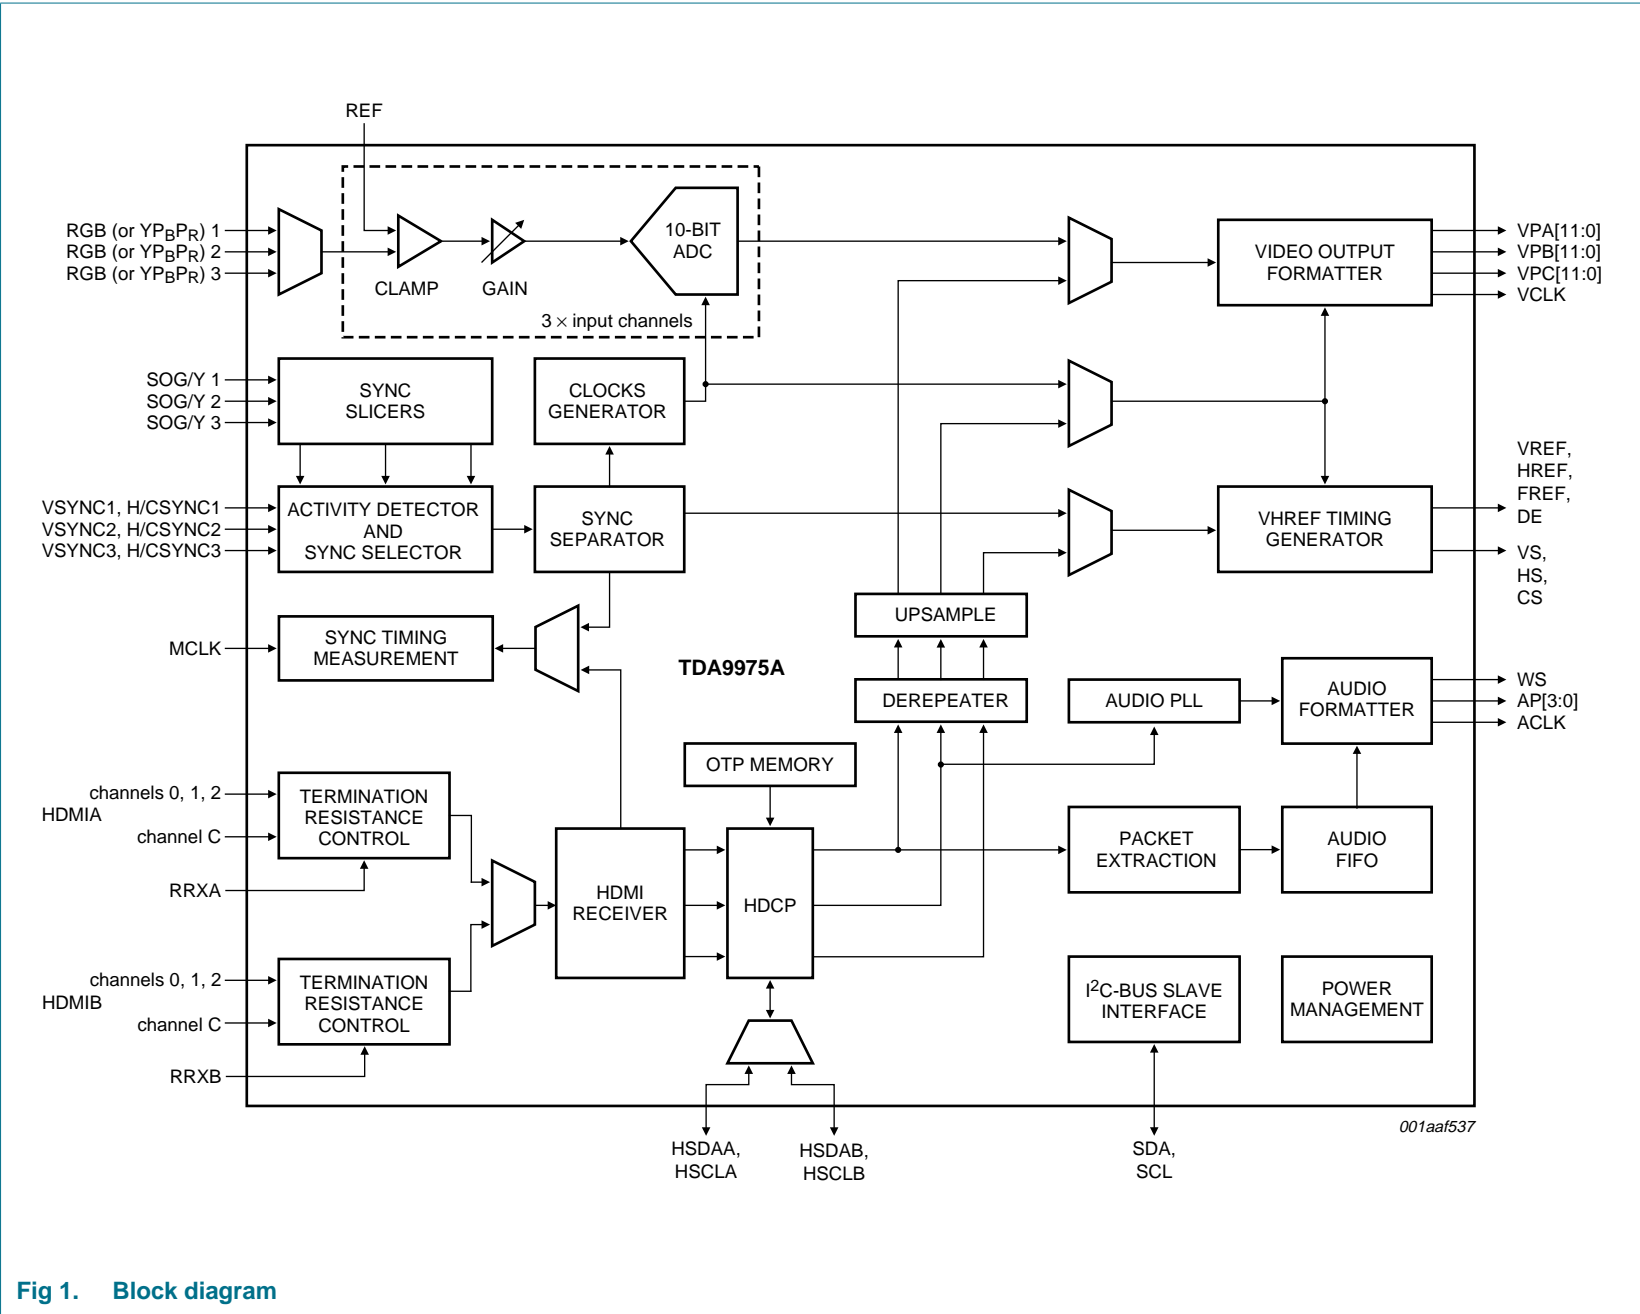 REF
RGB (or YPBPR) 1
RGB (or YPBPR) 2
RGB (or YPBPR) 3
CLAMP
GAIN
10-BIT
ADC
3 × input channels
VIDEO OUTPUT
FORMATTER
VPA[11:0]
VPB[11:0]
VPC[11:0]
VCLK
SOG/Y 1
SOG/Y 2
SOG/Y 3
SYNC
SLICERS
CLOCKS
GENERATOR
VSYNC1, H/CSYNC1
VSYNC2, H/CSYNC2
VSYNC3, H/CSYNC3
ACTIVITY DETECTOR
AND
SYNC SELECTOR
SYNC
SEPARATOR
VHREF TIMING
GENERATOR
VREF,
HREF,
FREF,
DE
VS,
HS,
CS
MCLK
SYNC TIMING
MEASUREMENT
UPSAMPLE
TDA9975A
DEREPEATER
AUDIO PLL
AUDIO
FORMATTER
WS
AP[3:0]
ACLK
OTP MEMORY
channels 0, 1, 2
HDMIA
channel C
TERMINATION
RESISTANCE
CONTROL
RRXA
HDMI
RECEIVER
HDCP
PACKET
EXTRACTION
AUDIO
FIFO
channels 0, 1, 2
HDMIB
channel C
TERMINATION
RESISTANCE
CONTROL
RRXB
I2C-BUS SLAVE
INTERFACE
POWER
MANAGEMENT
HSDAA,
HSCLA
HSDAB,
HSCLB
SDA,
SCL
001aaf537
Fig 1. Block diagram